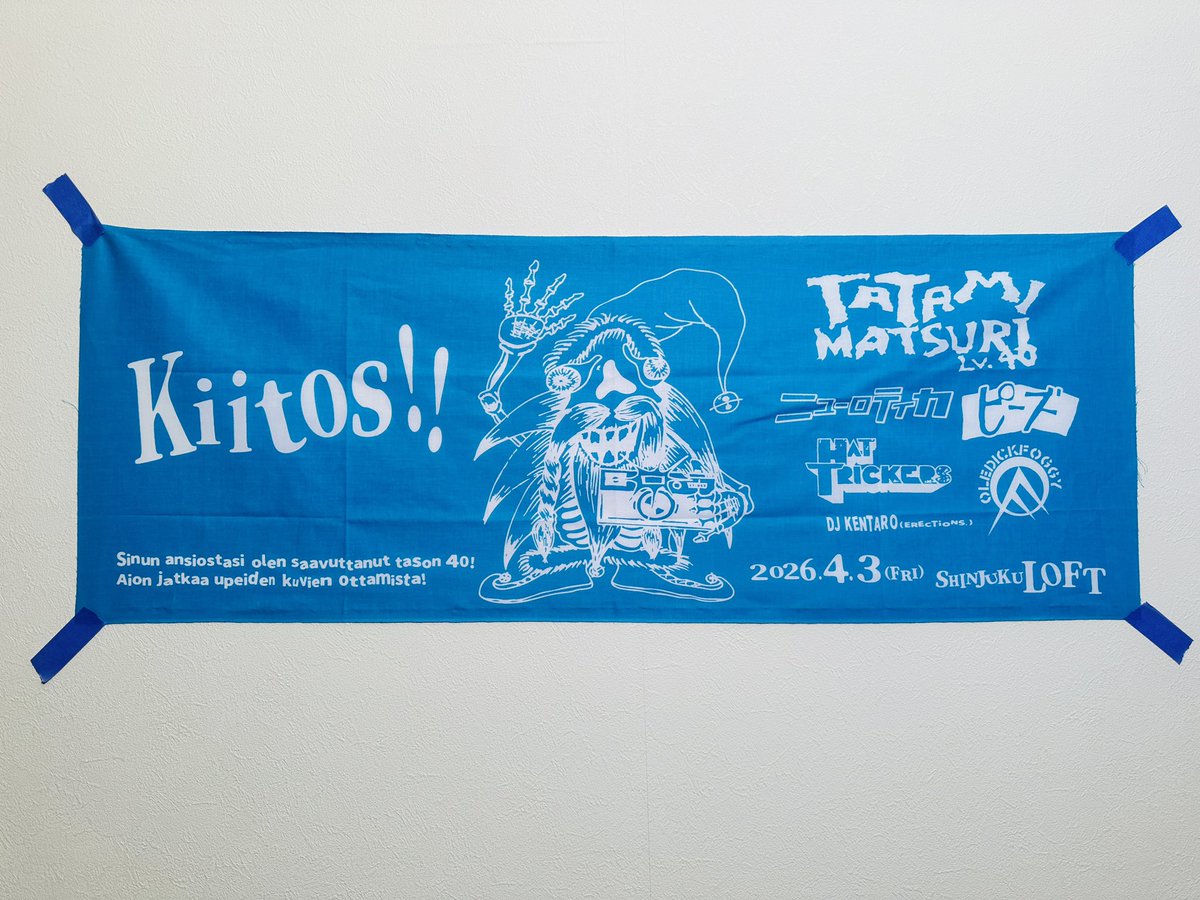 Kiitos!!
Sinun ansiostasi olen saavuttanut tason 40!
Aion jatkaa upeiden kuvien ottamista!
TATAMI
MATSURI
LV.40
ニューロティカ
ピーズ
HAT
TRICKERS
OLEDICKFOGGY
DJ KENTARO (ERECTiONS.)
2026.4.3 (FRI) SHINJUKU LOFT